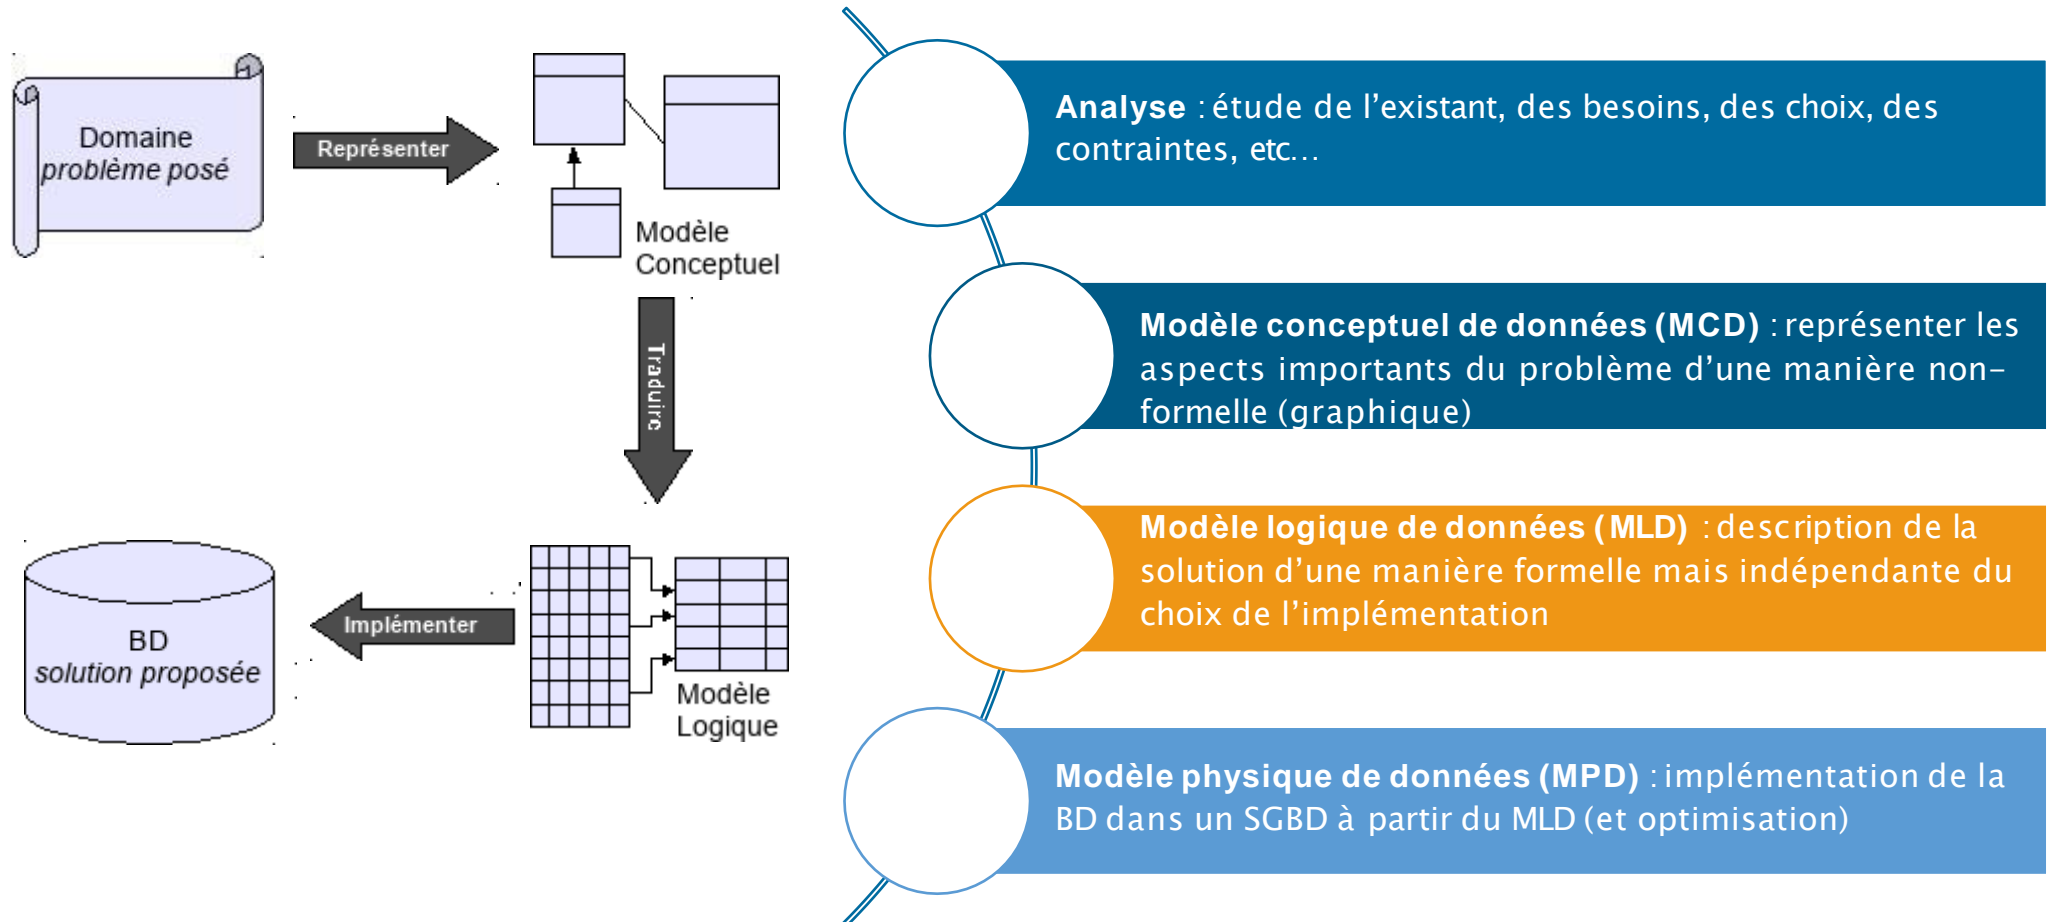 Domaine
problème posé
Représenter
Modèle
Conceptuel
Traduire
Modèle
Logique
Implémenter
BD
solution proposée
Analyse : étude de l’existant, des besoins, des choix, des
contraintes, etc…
Modèle conceptuel de données (MCD) : représenter les
aspects importants du problème d’une manière non-
formelle (graphique)
Modèle logique de données (MLD) : description de la
solution d’une manière formelle mais indépendante du
choix de l’implémentation
Modèle physique de données (MPD) : implémentation de la
BD dans un SGBD à partir du MLD (et optimisation)